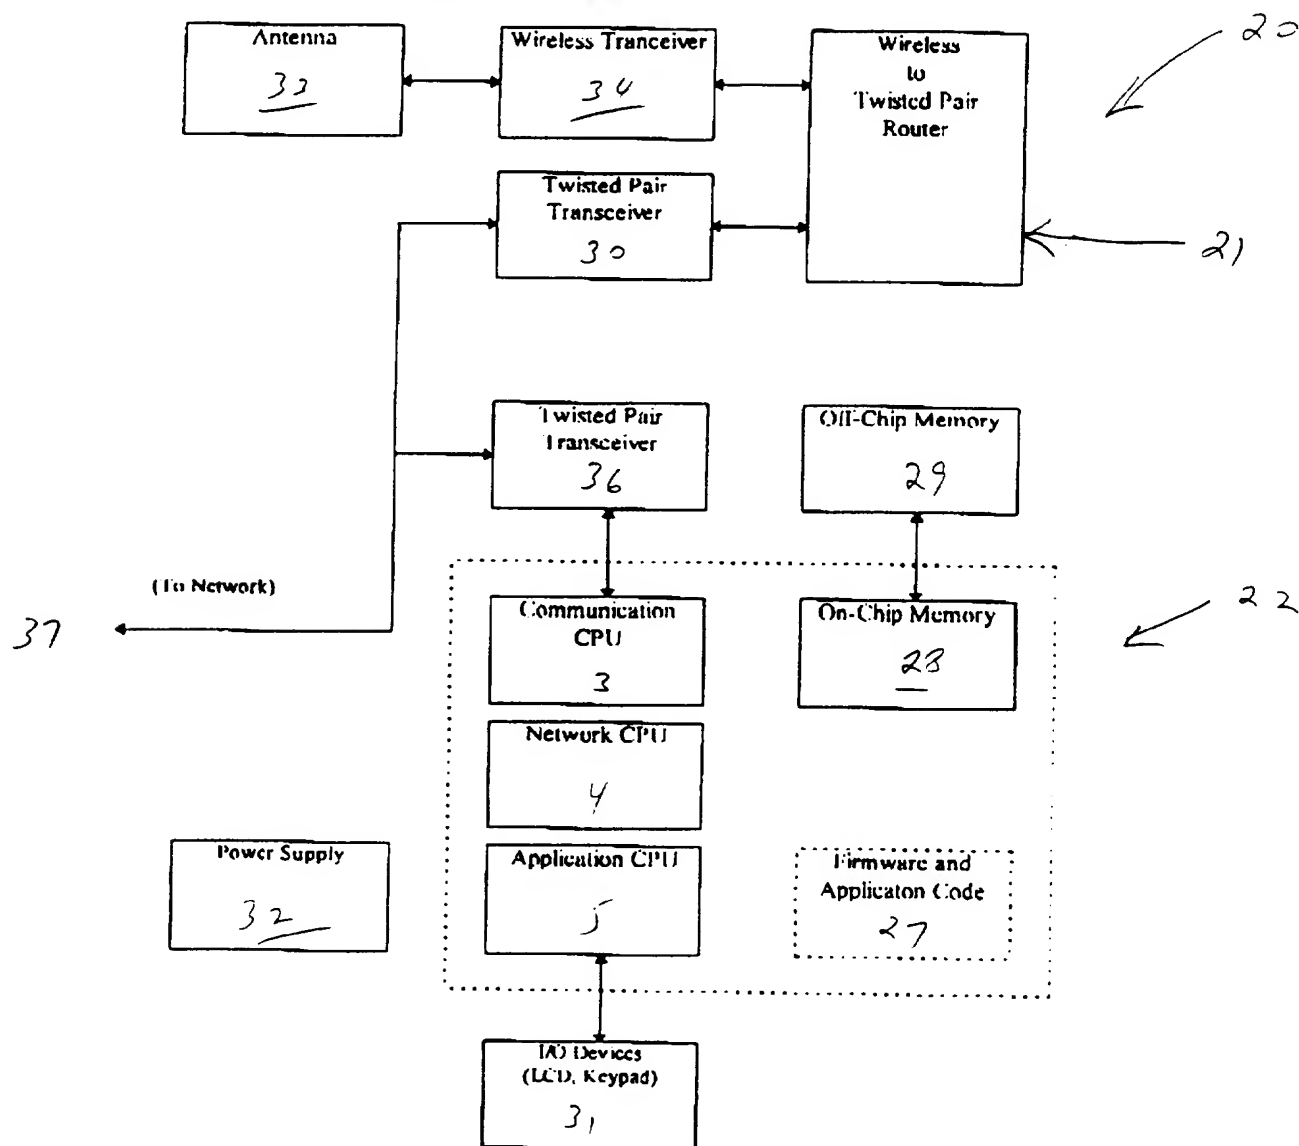 Antenna
33
Wireless Tranceiver
34
Wireless
to
Twisted Pair
Router
20
Twisted Pair
Transceiver
30
21
Twisted Pair
Transceiver
36
Off-Chip Memory
29
(To Network)
37
Communication
CPU
3
On-Chip Memory
28
22
Network CPU
4
Power Supply
32
Application CPU
5
Firmware and
Applicaton Code
27
I/O Devices
(LCD, Keypad)
31